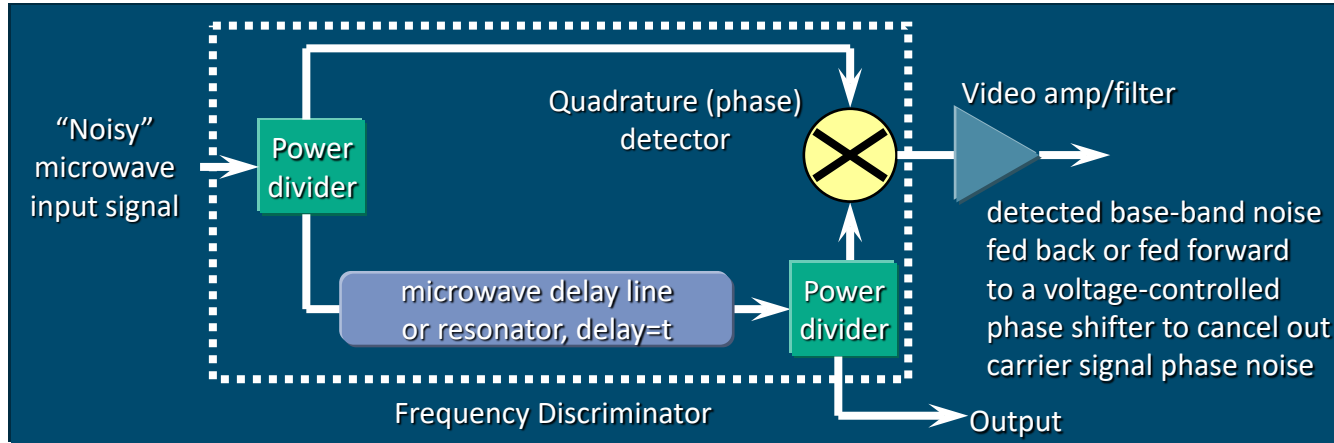 “Noisy”
microwave
input signal
Power
divider
Quadrature (phase)
detector
Video amp/filter
microwave delay line
or resonator, delay=t
Power
divider
detected base-band noise
fed back or fed forward
to a voltage-controlled
phase shifter to cancel out
carrier signal phase noise
Frequency Discriminator
Output